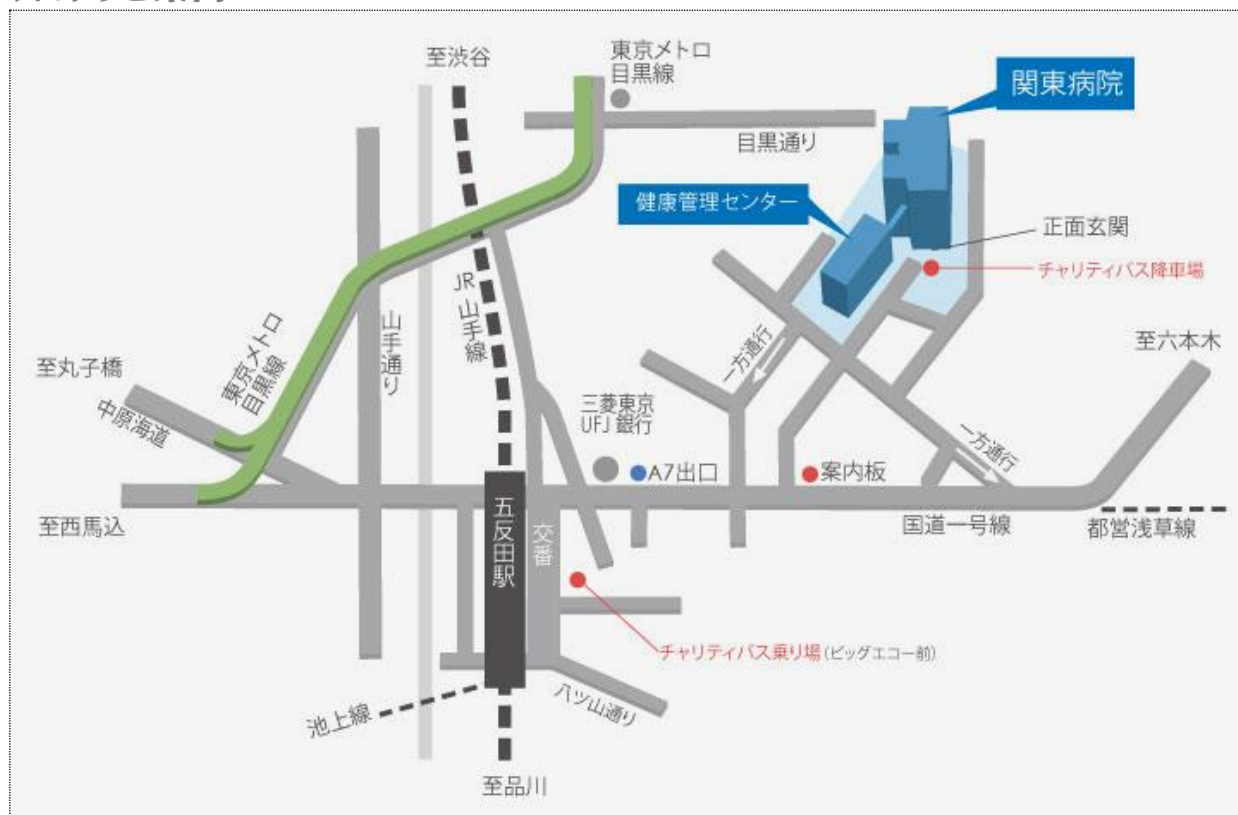 至渋谷
東京メトロ
目黒線
関東病院
目黒通り
健康管理センター
正面玄関
チャリティバス降車場
JR
山手線
山手通り
東京メトロ
目黒線
至丸子橋
中原海道
一方通行
至六本木
三菱東京
UFJ 銀行
A7出口
案内板
一方通行
至西馬込
五反田駅
交番
国道一号線
都営浅草線
チャリティバス乗り場(ビッグエコー前)
池上線
八ツ山通り
至品川